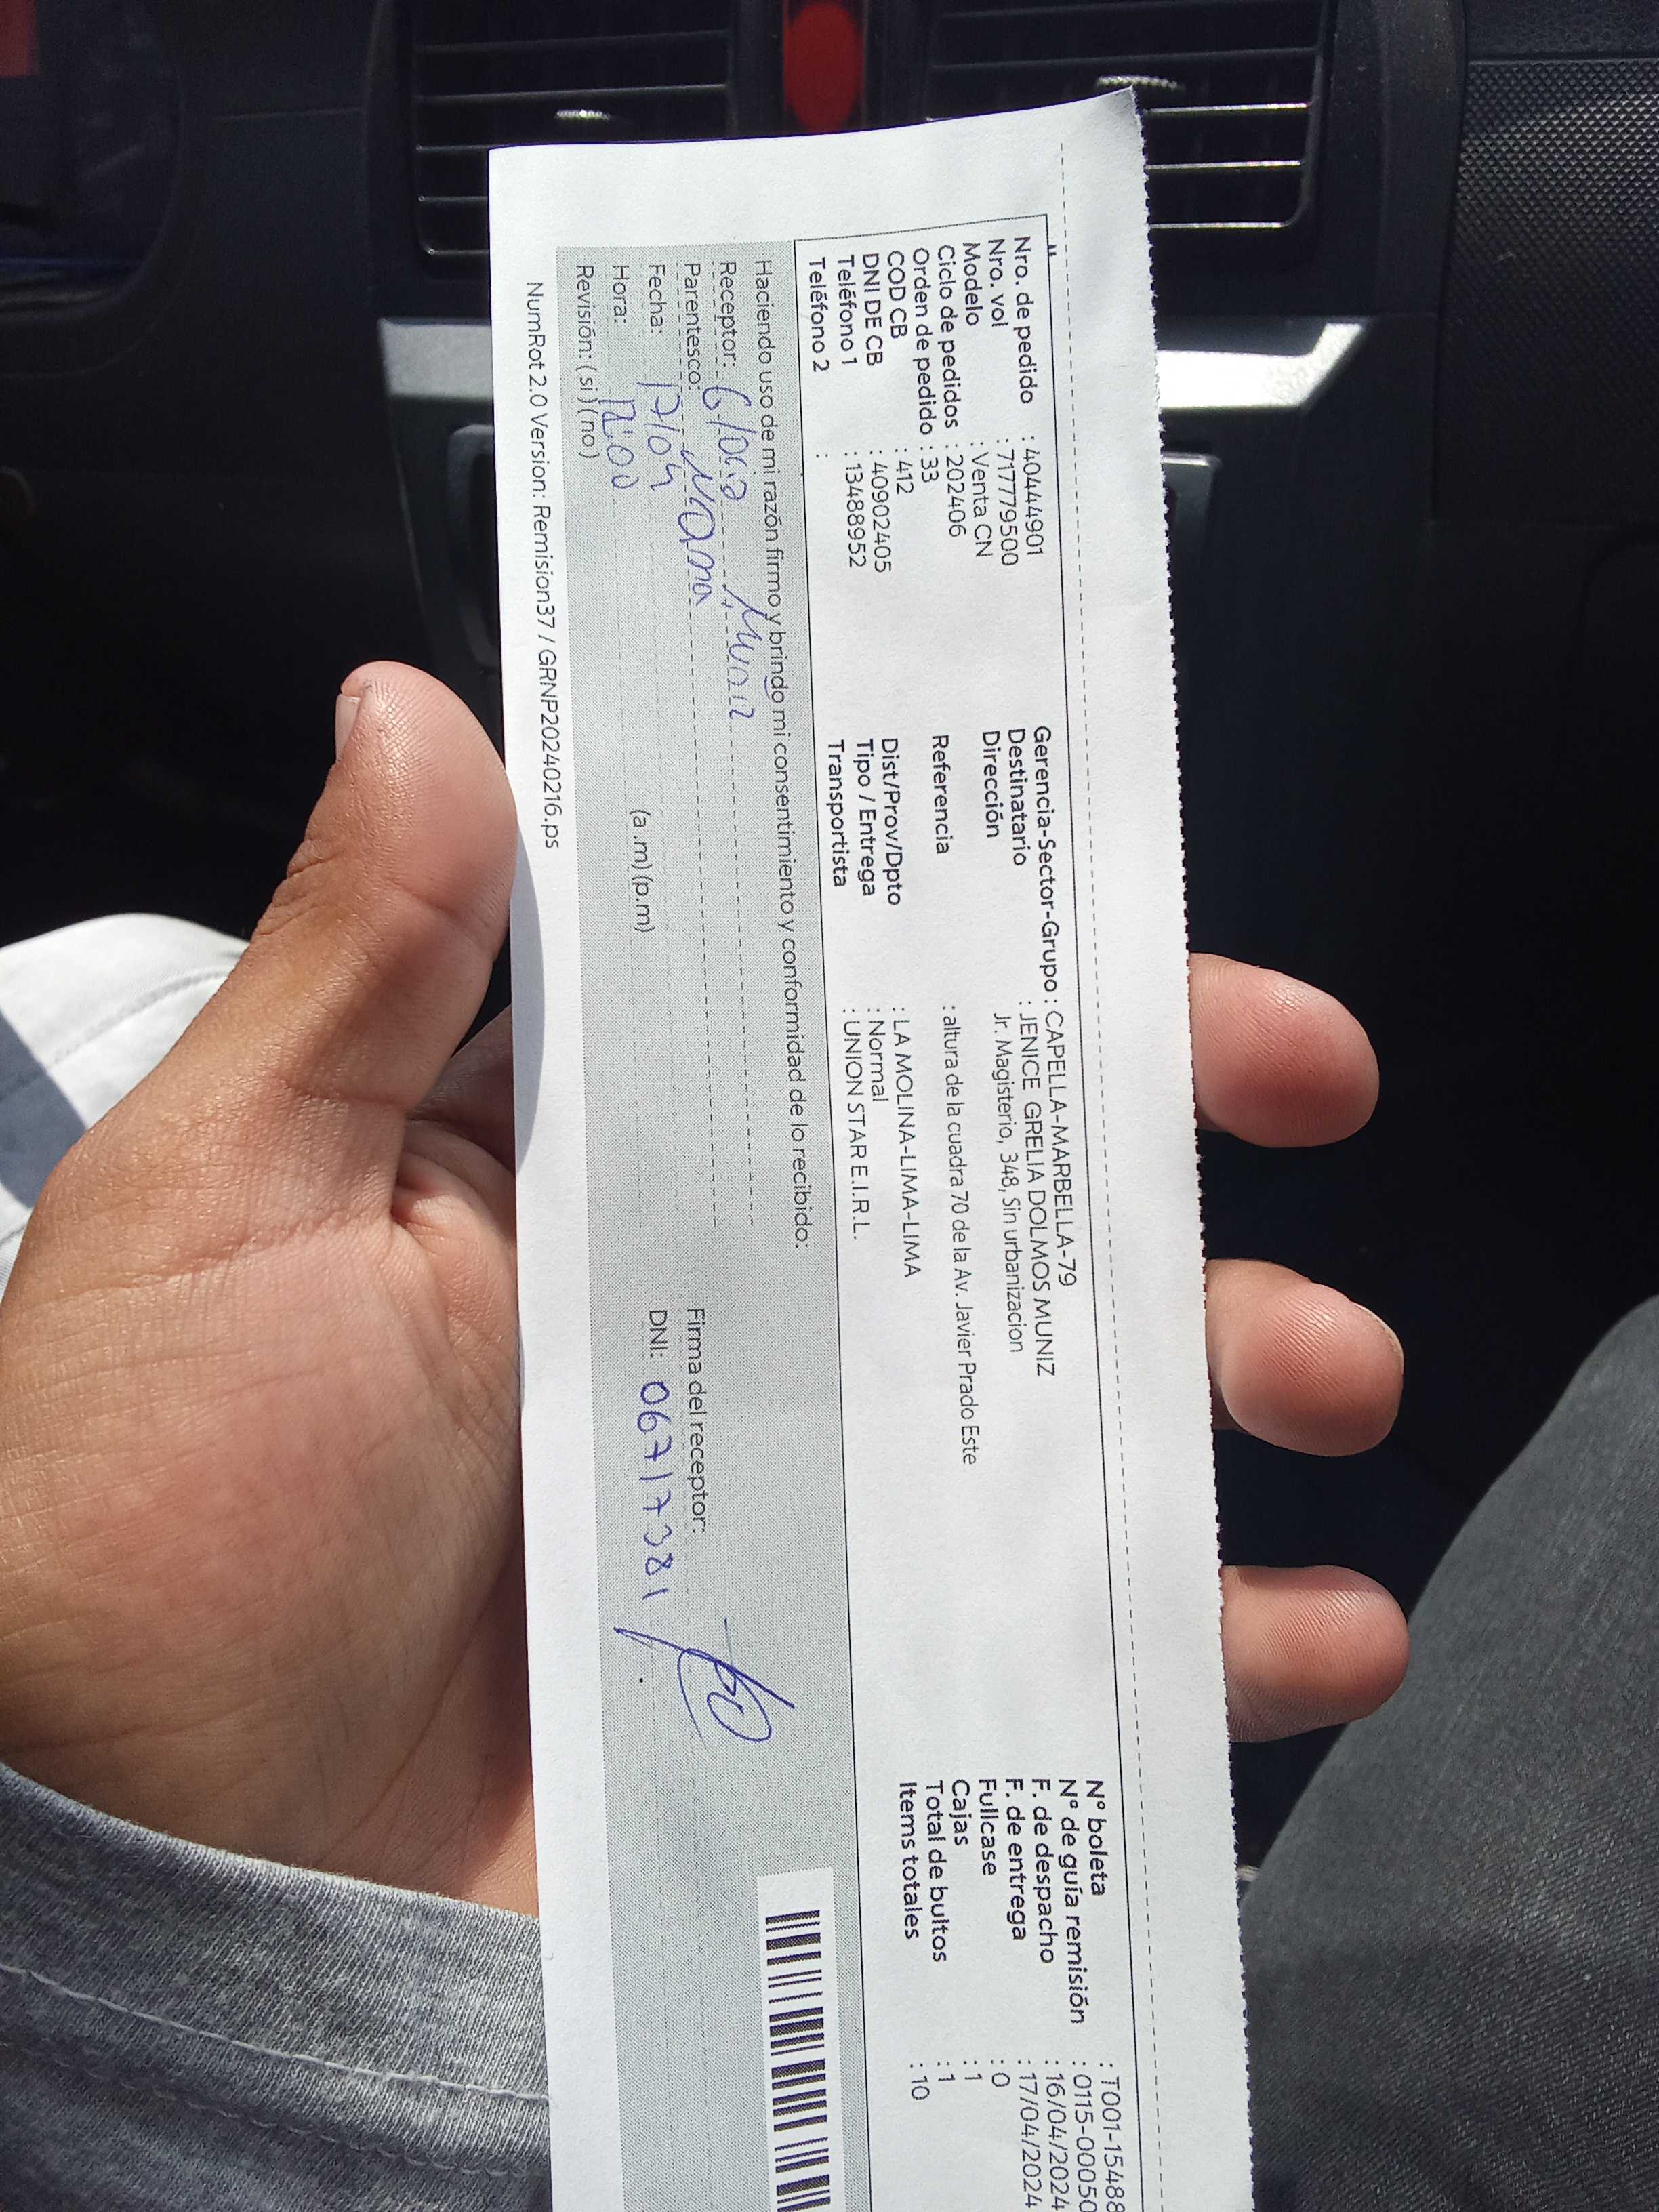 Nro. de pedido : 40444901
Nro. vol : 717779500
Modelo : Venta CN
Ciclo de pedidos : 202406
Orden de pedido : 33
COD CB : 412
DNI DE CB : 40902405
Teléfono 1 : 13488952
Teléfono 2 :
Gerencia-Sector-Grupo : CAPELLA-MARBELLA-79
Destinatario : JENICE GRELIA DOLMOS MUNIZ
Dirección Jr. Magisterio, 348, Sin urbanizacion
Referencia : altura de la cuadra 70 de la Av. Javier Prado Este
Dist/Prov/Dpto : LA MOLINA-LIMA-LIMA
Tipo / Entrega : Normal
Transportista : UNION STAR E.I.R.L.
N° boleta : T001-15488
N° de guía remisión : 0115-00050
F. de despacho : 16/04/2024
F. de entrega : 17/04/2024
Fullcase : 0
Cajas : 1
Total de bultos : 1
Items totales : 10
Haciendo uso de mi razón firmo y brindo mi consentimiento y conformidad de lo recibido:
Receptor: Gloria Muniz
Parentesco: Mama
Fecha: 17/04
Hora: 12:00 (a.m) (p.m)
Revisión: (si) (no)
Firma del receptor:
DNI: 06717381
NumRot 2.0 Version: Remision37 / GRNP20240216.ps